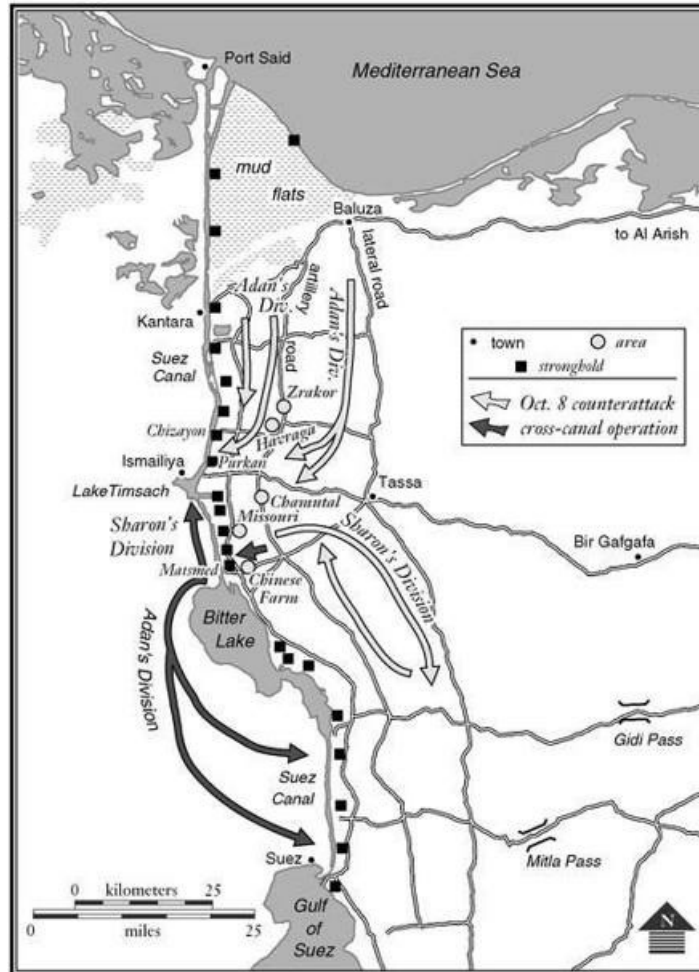 Port Said
Mediterranean Sea
mud
flats
Baluza
to Al Arish
lateral road
artillery
road
Adan's
Div.
Adan's Div.
Kantara
Suez
Canal
town
area
stronghold
Oct. 8 counterattack
cross-canal operation
Zrakor
Havraga
Chizayon
Purkan
Ismailiya
Lake Timsach
Tassa
Chamutal
Missouri
Sharon's
Division
Sharon's Division
Bir Gafgafa
Matsmed
Chinese
Farm
Bitter
Lake
Adan's Division
Gidi Pass
Suez
Canal
Mitla Pass
Suez
Gulf
of
Suez
0 kilometers 25
0 miles 25
N